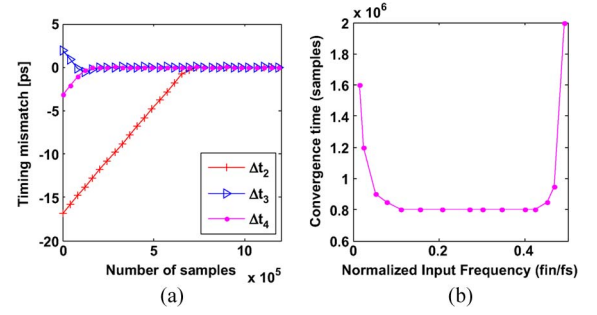 5
0
-5
-10
-15
-20
Timing mismatch [ps]
Δt2
Δt3
Δt4
0 5 10
Number of samples
x 10^5
(a)
x 10^6
2
1.8
1.6
1.4
1.2
1
0.8
0.6
Convergence time (samples)
0 0.2 0.4
Normalized Input Frequency (fin/fs)
(b)